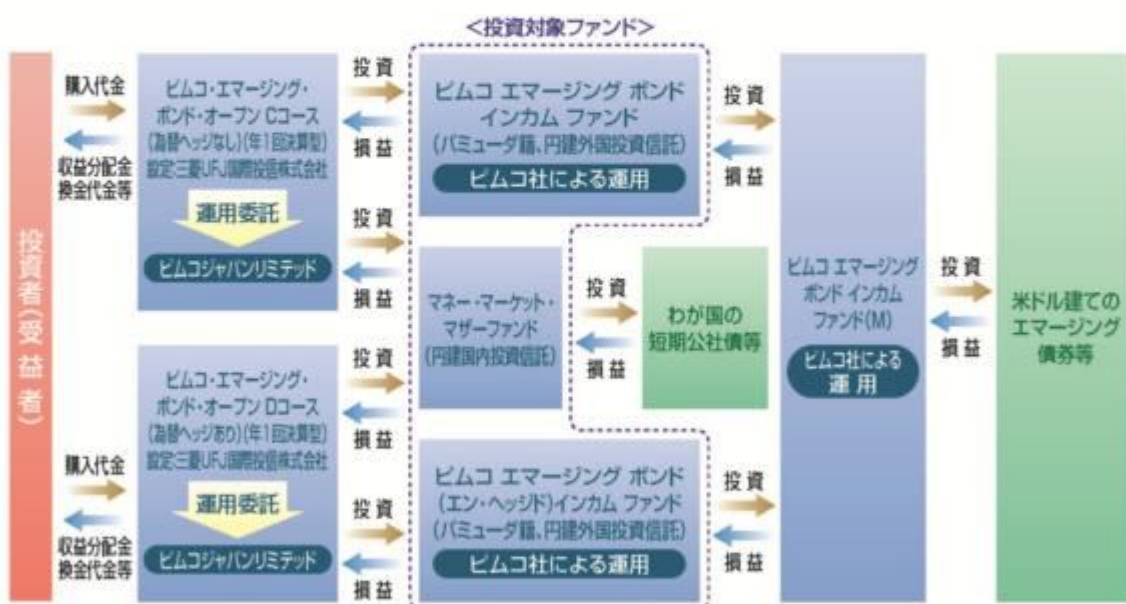 <投資対象ファンド>
投資者(受益者)
購入代金
収益分配金
換金代金等
ピムコ・エマージング・
ボンド・オープン Cコース
(為替ヘッジなし)(年1回決算型)
設定:三菱UFJ国際投信株式会社
運用委託
ピムコジャパンリミテッド
投資
損益
投資
損益
ピムコ エマージング ボンド
インカム ファンド
(バミューダ籍、円建外国投資信託)
ピムコ社による運用
投資
損益
マネー・マーケット・
マザーファンド
(円建国内投資信託)
投資
損益
わが国の
短期公社債等
購入代金
収益分配金
換金代金等
ピムコ・エマージング・
ボンド・オープン Dコース
(為替ヘッジあり)(年1回決算型)
設定:三菱UFJ国際投信株式会社
運用委託
ピムコジャパンリミテッド
投資
損益
投資
損益
ピムコ エマージング ボンド
(エン・ヘッジド)インカム ファンド
(バミューダ籍、円建外国投資信託)
ピムコ社による運用
投資
損益
ピムコ エマージング
ボンド インカム
ファンド(M)
ピムコ社による
運用
投資
損益
米ドル建ての
エマージング
債券等